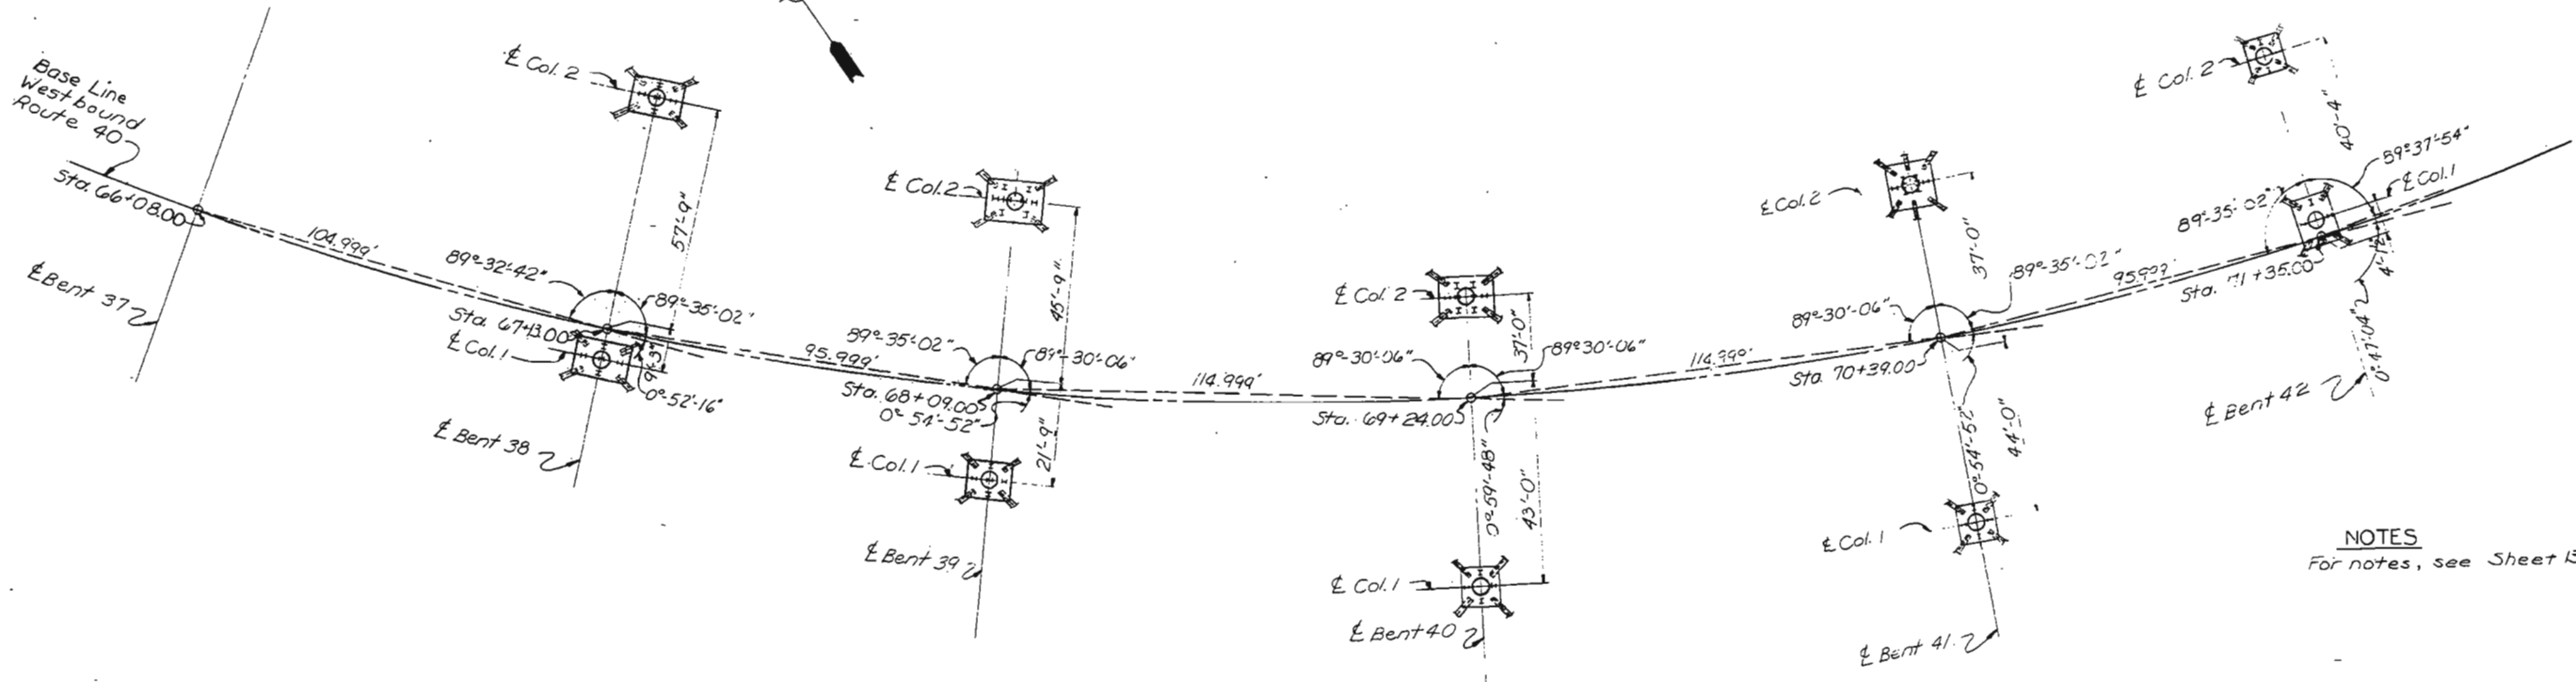 Base Line
Westbound
Route 40
Sta. 66+08.00
℄ Bent 37
104.999'
℄ Col. 2
57'-9"
89°-32'-42"
89°-35'-02"
Sta. 67+13.00
℄ Col. 1
9'-3"
0°-52'-16"
℄ Bent 38
95.999'
℄ Col. 2
45'-9"
89°-35'-02"
89°-30'-06"
Sta. 68+09.00
0°-54'-52"
℄ Col. 1
21'-9"
℄ Bent 39
114.999'
℄ Col. 2
37'-0"
89°-30'-06"
89°30'-06"
Sta. 69+24.00
0°-59'-48"
43'-0"
℄ Col. 1
℄ Bent 40
114.999'
℄ Col. 2
37'-0"
89°-30'-06"
89°-35'-02"
Sta. 70+39.00
0°-54'-52"
44'-0"
℄ Col. 1
℄ Bent 41
95.999'
℄ Col. 2
40'-4"
89°-37'-54"
℄ Col. 1
89°-35'-02"
Sta. 71+35.00
0°-47'-04"
℄ Bent 42
NOTES
For notes, see Sheet